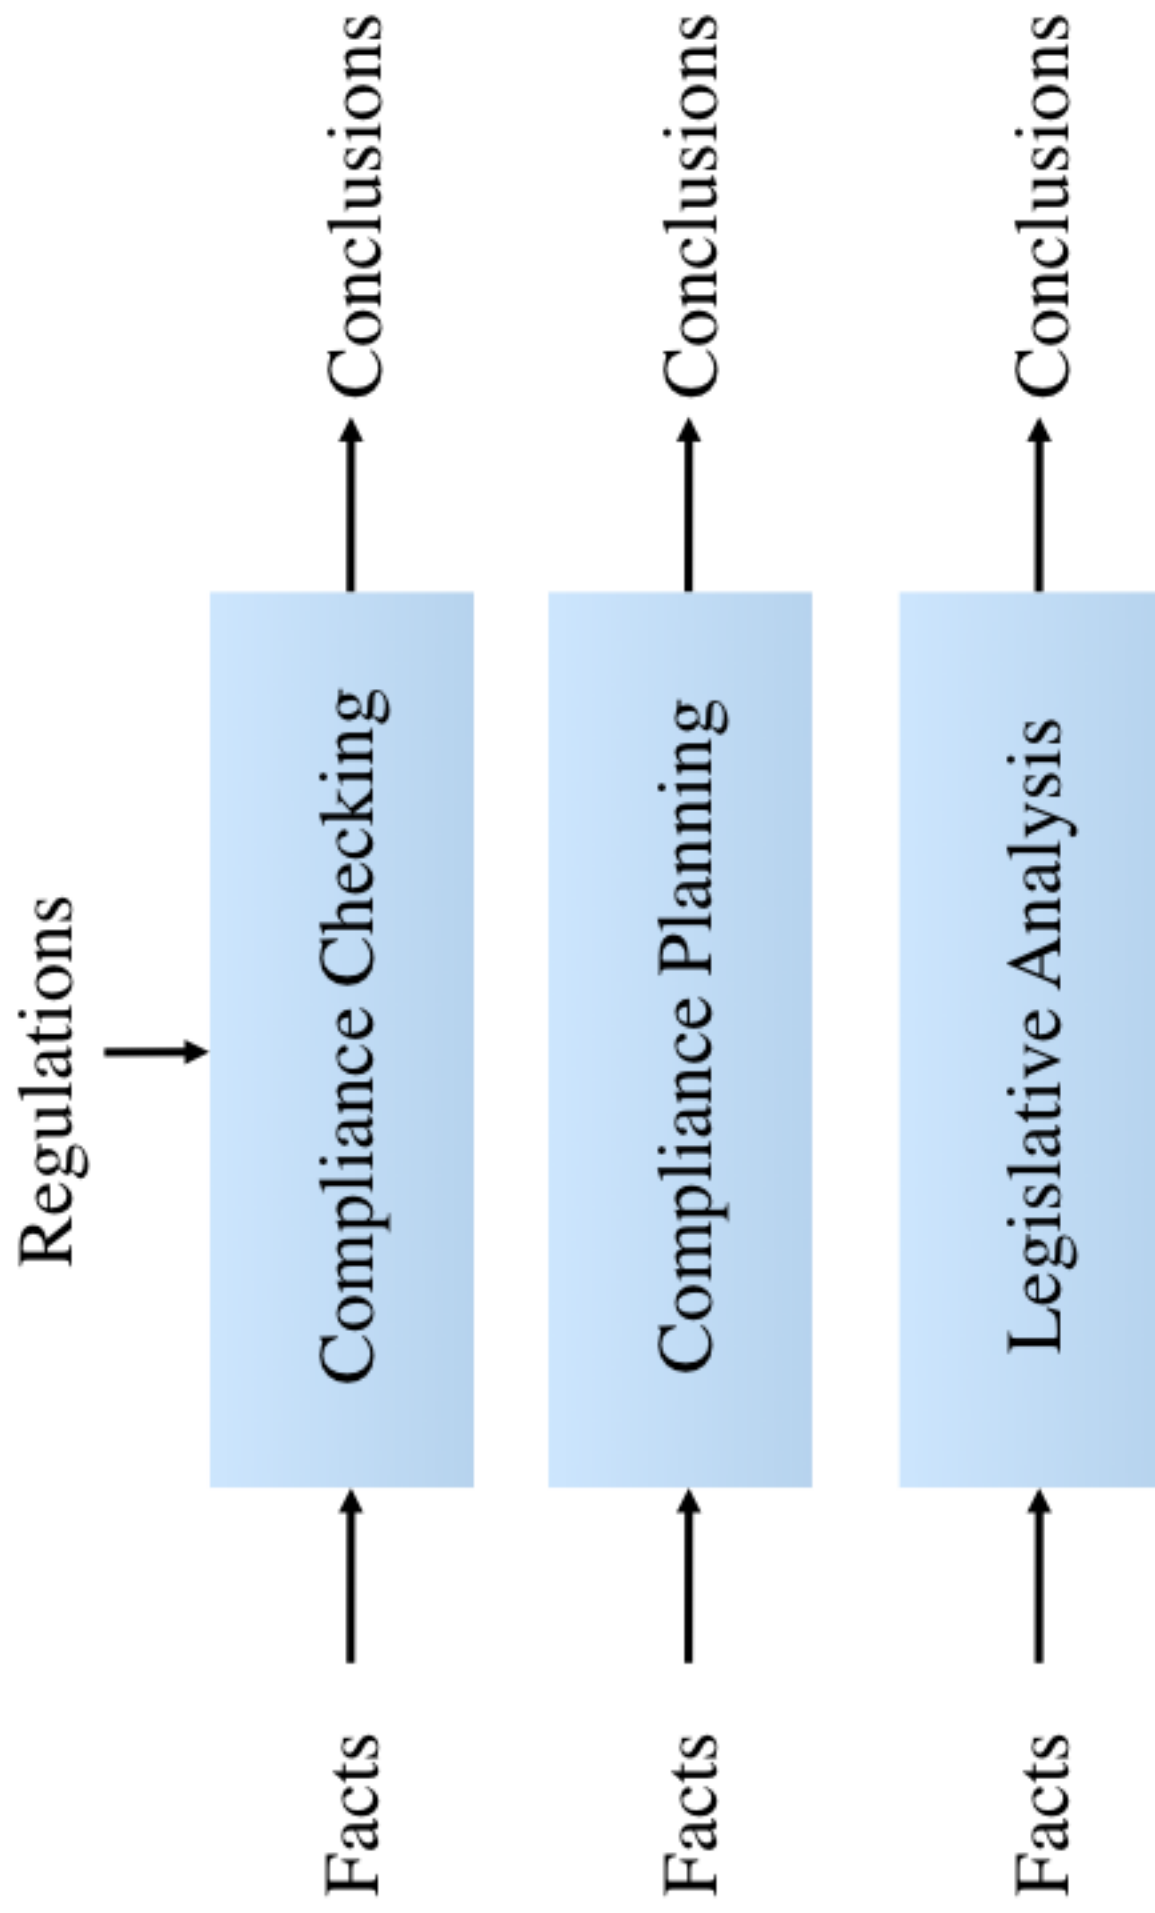 Regulations
Facts
Compliance Checking
Conclusions
Facts
Compliance Planning
Conclusions
Facts
Legislative Analysis
Conclusions